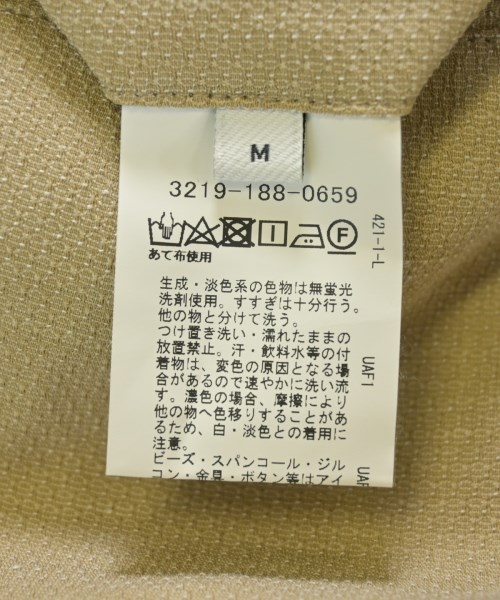 M
3219-188-0659
F
421-I-L
あて布使用
生成・淡色系の色物は無蛍光
洗剤使用。すすぎは十分行う。
他の物と分けて洗う。
つけ置き洗い・濡れたままの
放置禁止。汗・飲料水等の付
着物は、変色の原因となる場
合があるので速やかに洗い流
す。濃色の場合、摩擦により
他の物へ色移りすることがあ
るため、白・淡色との着用に
注意。
ビーズ・スパンコール・ジル
コン・金具・ボタン等はアイ
UAF1